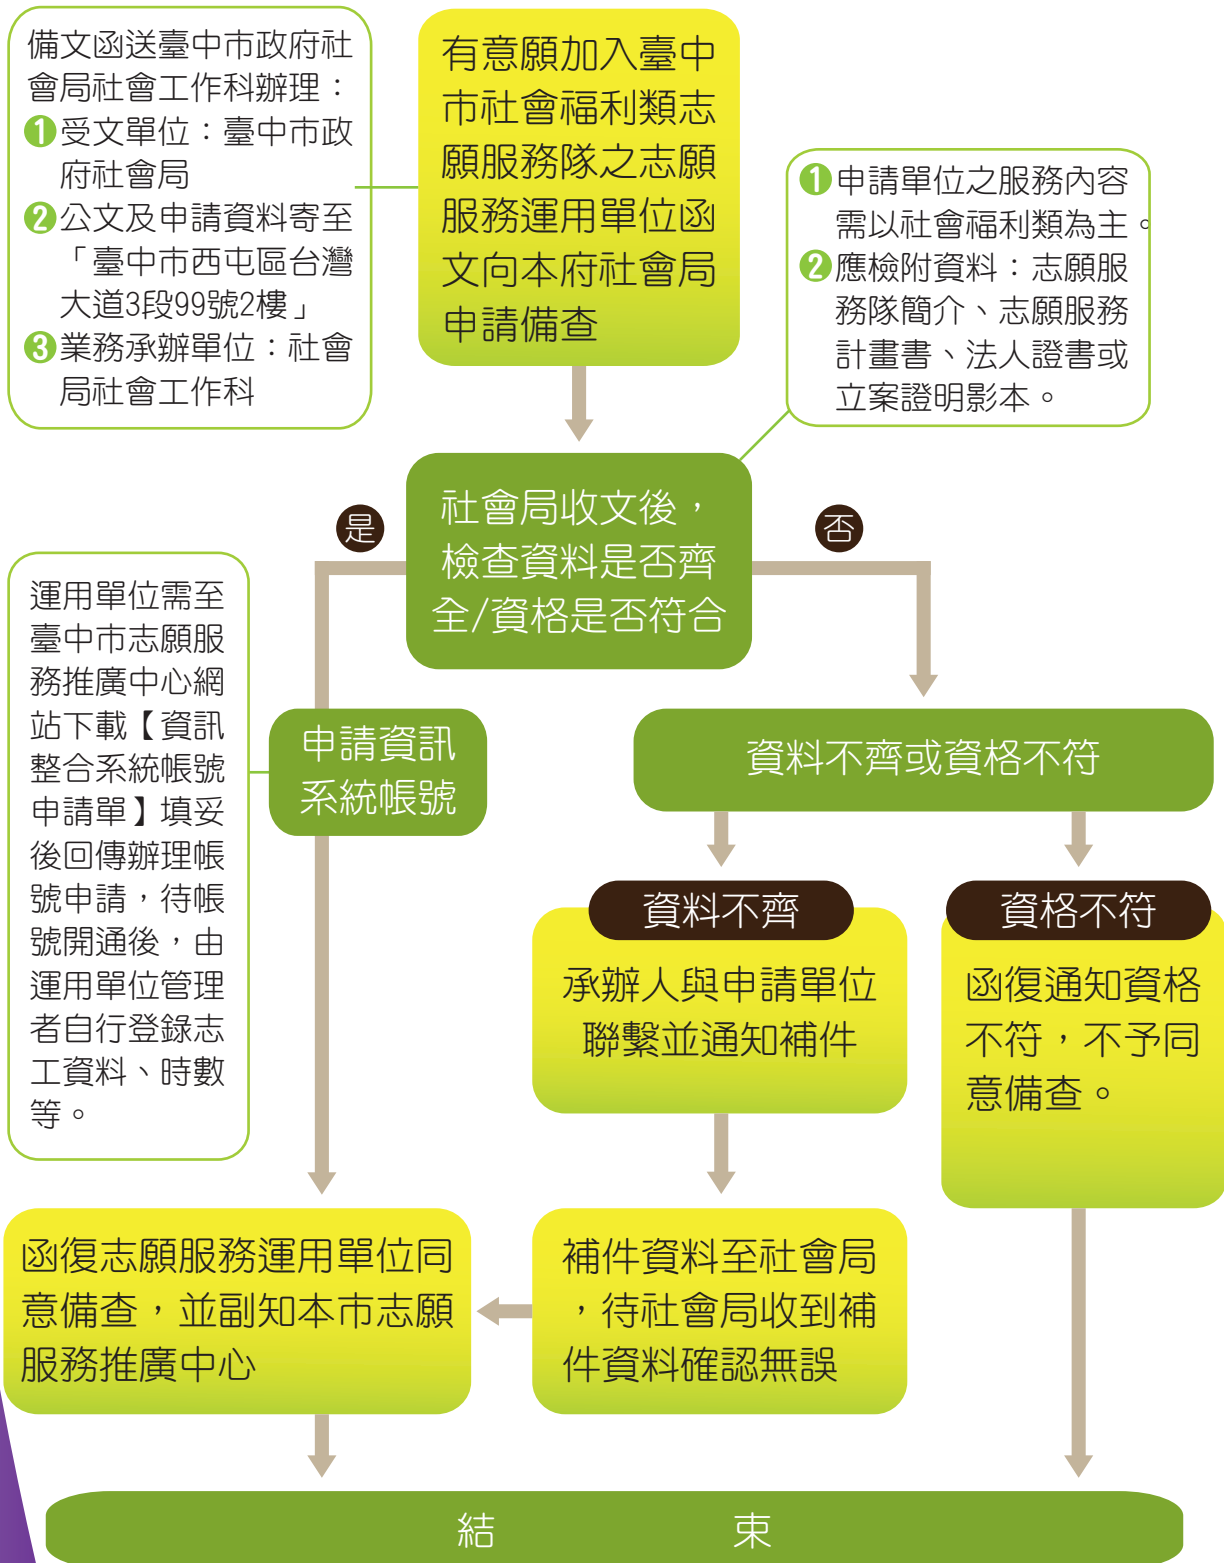 備文函送臺中市政府社
會局社會工作科辦理：
❶受文單位：臺中市政
府社會局
❷公文及申請資料寄至
「臺中市西屯區台灣
大道3段99號2樓」
❸業務承辦單位：社會
局社會工作科
有意願加入臺中
市社會福利類志
願服務隊之志願
服務運用單位函
文向本府社會局
申請備查
❶申請單位之服務內容
需以社會福利類為主。
❷應檢附資料：志願服
務隊簡介、志願服務
計畫書、法人證書或
立案證明影本。
社會局收文後，
檢查資料是否齊
全/資格是否符合
是
否
運用單位需至
臺中市志願服
務推廣中心網
站下載【資訊
整合系統帳號
申請單】填妥
後回傳辦理帳
號申請，待帳
號開通後，由
運用單位管理
者自行登錄志
工資料、時數
等。
申請資訊
系統帳號
資料不齊或資格不符
資料不齊
承辦人與申請單位
聯繫並通知補件
資格不符
函復通知資格
不符，不予同
意備查。
函復志願服務運用單位同
意備查，並副知本市志願
服務推廣中心
補件資料至社會局
，待社會局收到補
件資料確認無誤
結 束